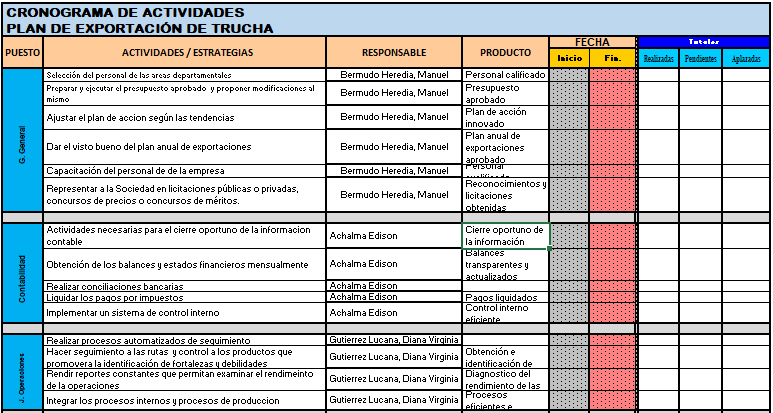 CRONOGRAMA DE ACTIVIDADES
PLAN DE EXPORTACIÓN DE TRUCHA
PUESTO ACTIVIDADES / ESTRATEGIAS RESPONSABLE PRODUCTO FECHA Totales
Inicio Fin. Realizadas Pendientes Aplazadas
G. General
Selección del personal de las areas departamentales Bermudo Heredia, Manuel Personal calificado
Preparar y ejecutar el presupuesto aprobado y proponer modificaciones al
mismo
Bermudo Heredia, Manuel
Presupuesto
aprobado
Ajustar el plan de accion según las tendencias Bermudo Heredia, Manuel
Plan de acción
innovado
Dar el visto bueno del plan anual de exportaciones Bermudo Heredia, Manuel
Plan anual de
exportaciones
aprobado
Capacitación del personal de de la empresa Bermudo Heredia, Manuel Personal
Representar a la Sociedad en licitaciones públicas o privadas,
concursos de precios o concursos de méritos.
Bermudo Heredia, Manuel
Reconocimientos y
licitaciones
obtenidas
Contabilidad
Actividades necesarias para el cierre oportuno de la informacion
contable
Achalma Edison
Cierre oportuno de
la información
Obtención de los balances y estados financieros mensualmente Achalma Edison
Balances
transparentes y
actualizados
Realizar conciliaciones bancarias Achalma Edison
Liquidar los pagos por impuestos Achalma Edison Pagos liquidados
Implementar un sistema de control interno Achalma Edison
Control interno
eficiente
J. Operaciones
Realizar procesos automatizados de seguimiento Gutierrez Lucana, Diana Virginia
Hacer seguimiento a las rutas y control a los productos que
promovera la identificación de fortalezas y debilidades
Gutierrez Lucana, Diana Virginia
Obtención e
identificación de
Rendir reportes constantes que permitan examinar el rendimeinto
de la operaciones
Gutierrez Lucana, Diana Virginia
Diagnostico del
rendimiento de las
Integrar los procesos internos y procesos de produccion Gutierrez Lucana, Diana Virginia
Procesos
eficientes e